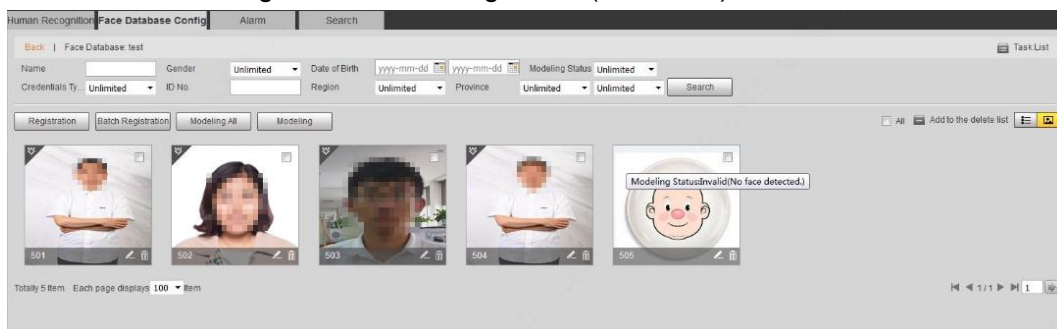 Human Recognition Face Database Config Alarm Search
Back | Face Database: test Task List
Name Gender Unlimited Date of Birth yyyy-mm-dd yyyy-mm-dd Modeling Status Unlimited
Credentials Ty... Unlimited ID No. Region Unlimited Province Unlimited Unlimited Search
Registration Batch Registration Modeling All Modeling All Add to the delete list
Modeling Status:Invalid(No face detected.)
501 502 503 504 505
Totally 5 Item Each page displays 100 Item 1/1 1